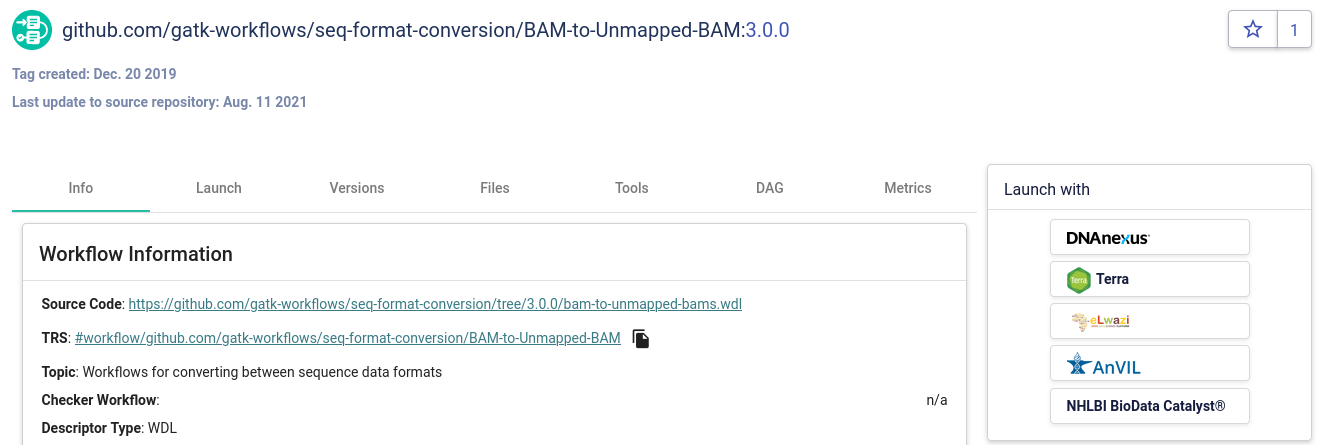 github.com/gatk-workflows/seq-format-conversion/BAM-to-Unmapped-BAM:3.0.0
1
Tag created: Dec. 20 2019
Last update to source repository: Aug. 11 2021
Info Launch Versions Files Tools DAG Metrics
Workflow Information
Source Code: https://github.com/gatk-workflows/seq-format-conversion/tree/3.0.0/bam-to-unmapped-bams.wdl
TRS: #workflow/github.com/gatk-workflows/seq-format-conversion/BAM-to-Unmapped-BAM
Topic: Workflows for converting between sequence data formats
Checker Workflow: n/a
Descriptor Type: WDL
Launch with
DNAnexus
Terra Terra
eLwazi
AnVIL
NHLBI BioData Catalyst®